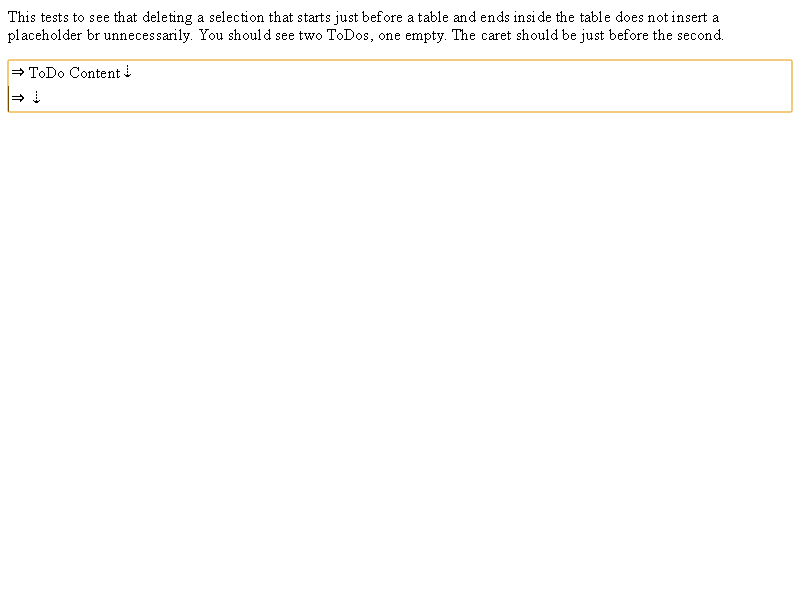 This tests to see that deleting a selection that starts just before a table and ends inside the table does not insert a
placeholder br unnecessarily. You should see two ToDos, one empty. The caret should be just before the second.
⇒ ToDo Content⇣
⇒ ⇣